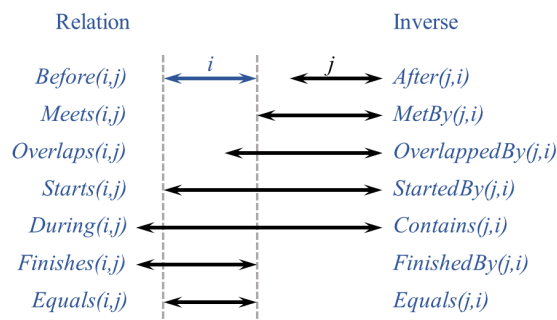 Relation Inverse
i j
Before(i,j) After(j,i)
Meets(i,j) MetBy(j,i)
Overlaps(i,j) OverlappedBy(j,i)
Starts(i,j) StartedBy(j,i)
During(i,j) Contains(j,i)
Finishes(i,j) FinishedBy(j,i)
Equals(i,j) Equals(j,i)